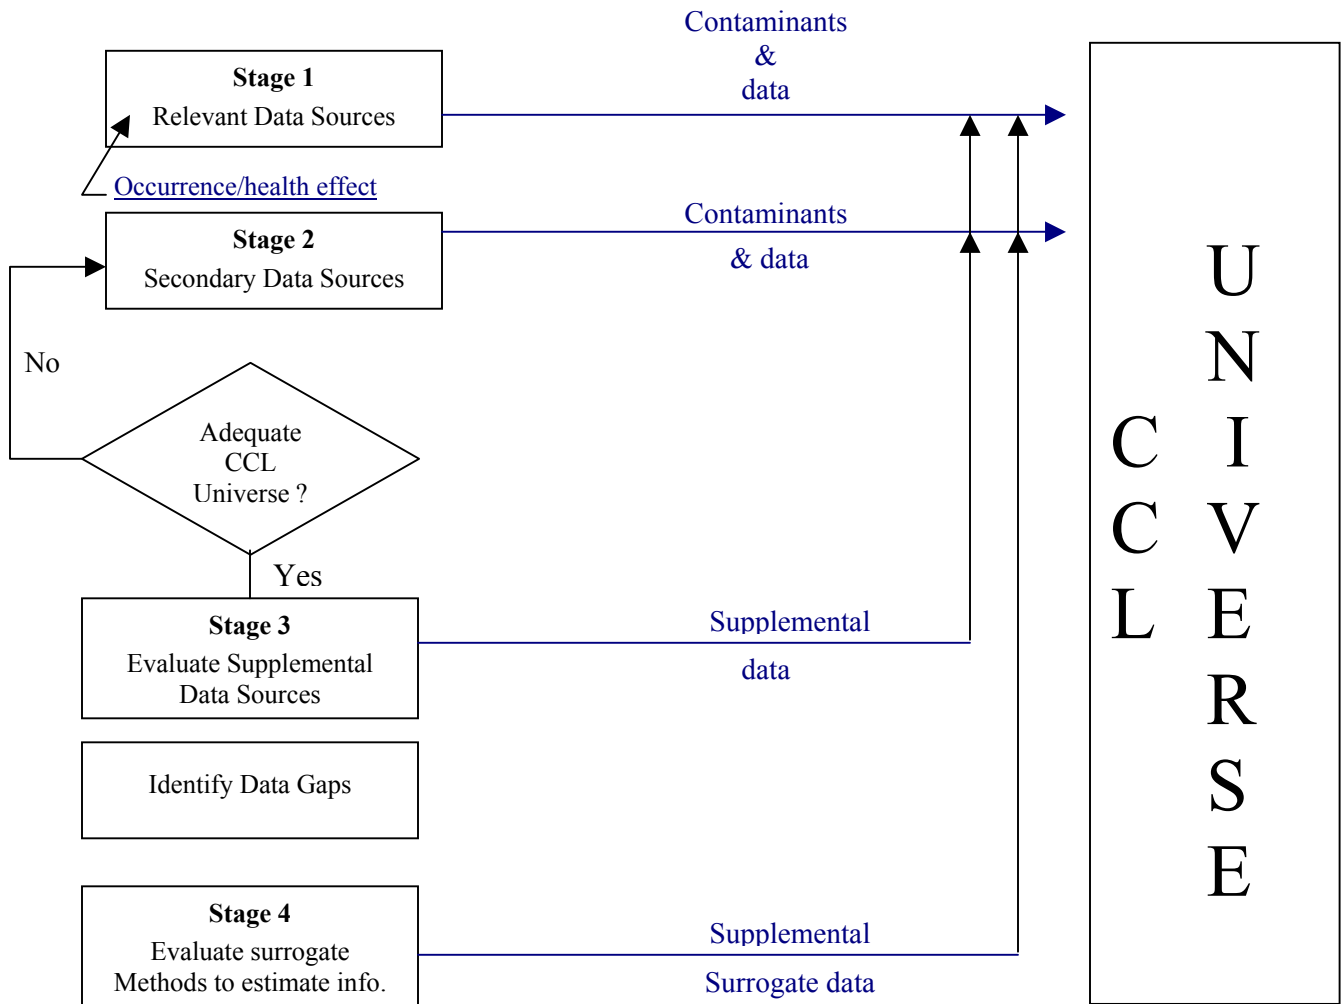 Contaminants
&
data
Stage 1
Relevant Data Sources
Occurrence/health effect
Stage 2
Secondary Data Sources
Contaminants
& data
No
Adequate
CCL
Universe ?
Yes
Stage 3
Evaluate Supplemental
Data Sources
Supplemental
data
Identify Data Gaps
Stage 4
Evaluate surrogate
Methods to estimate info.
Supplemental
Surrogate data
CCL
UNIVERSE